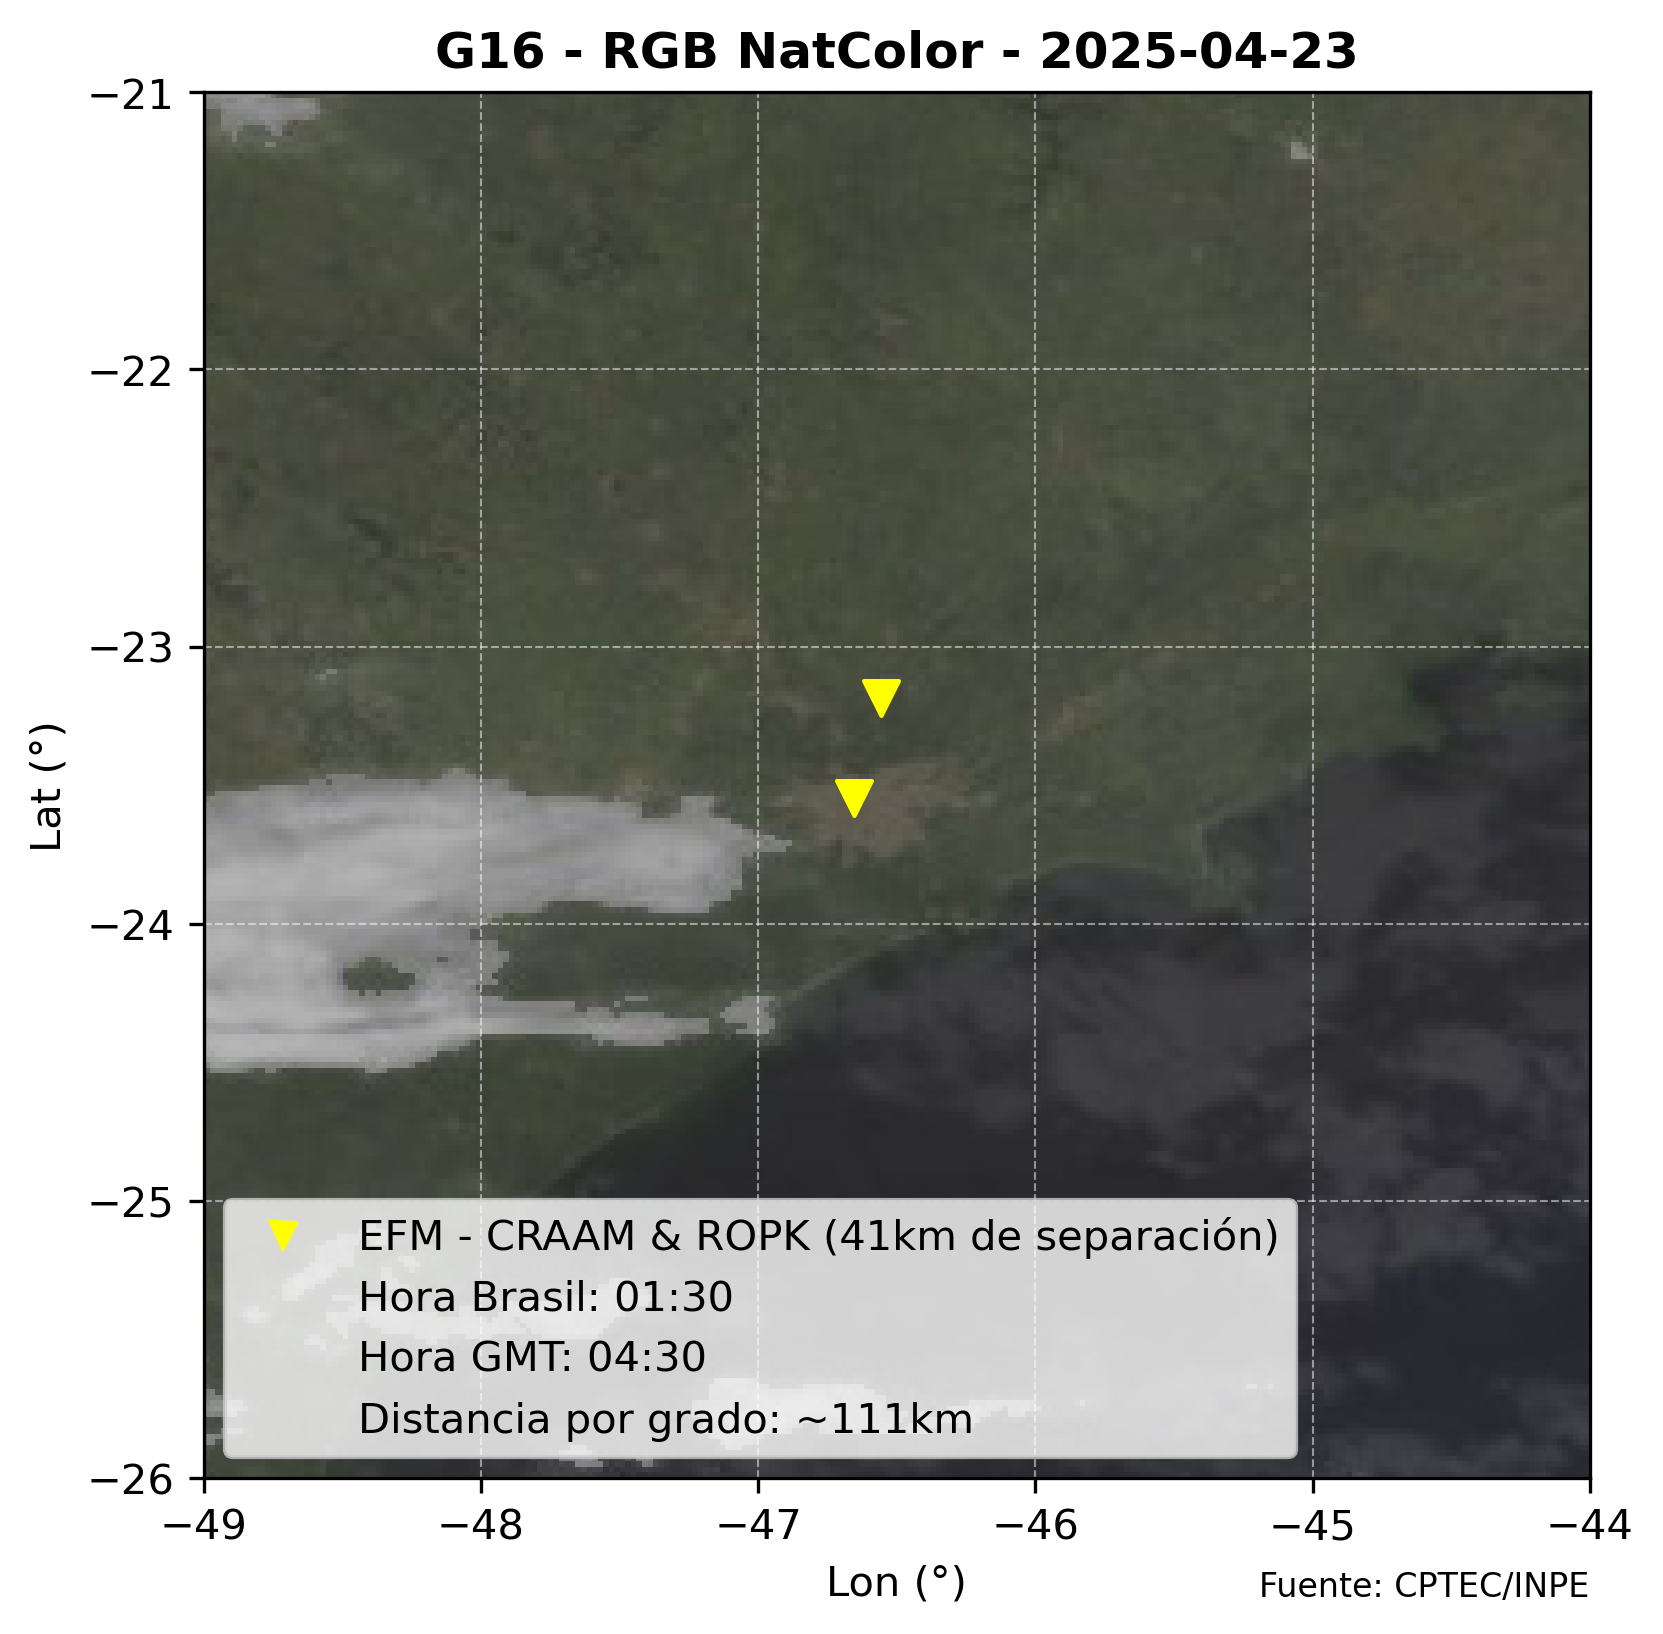 G16 - RGB NatColor - 2025-04-23
−21
−22
−23
−24
−25
−26
Lat (°)
EFM - CRAAM & ROPK (41km de separación)
Hora Brasil: 01:30
Hora GMT: 04:30
Distancia por grado: ~111km
−49 −48 −47 −46 −45 −44
Lon (°)
Fuente: CPTEC/INPE